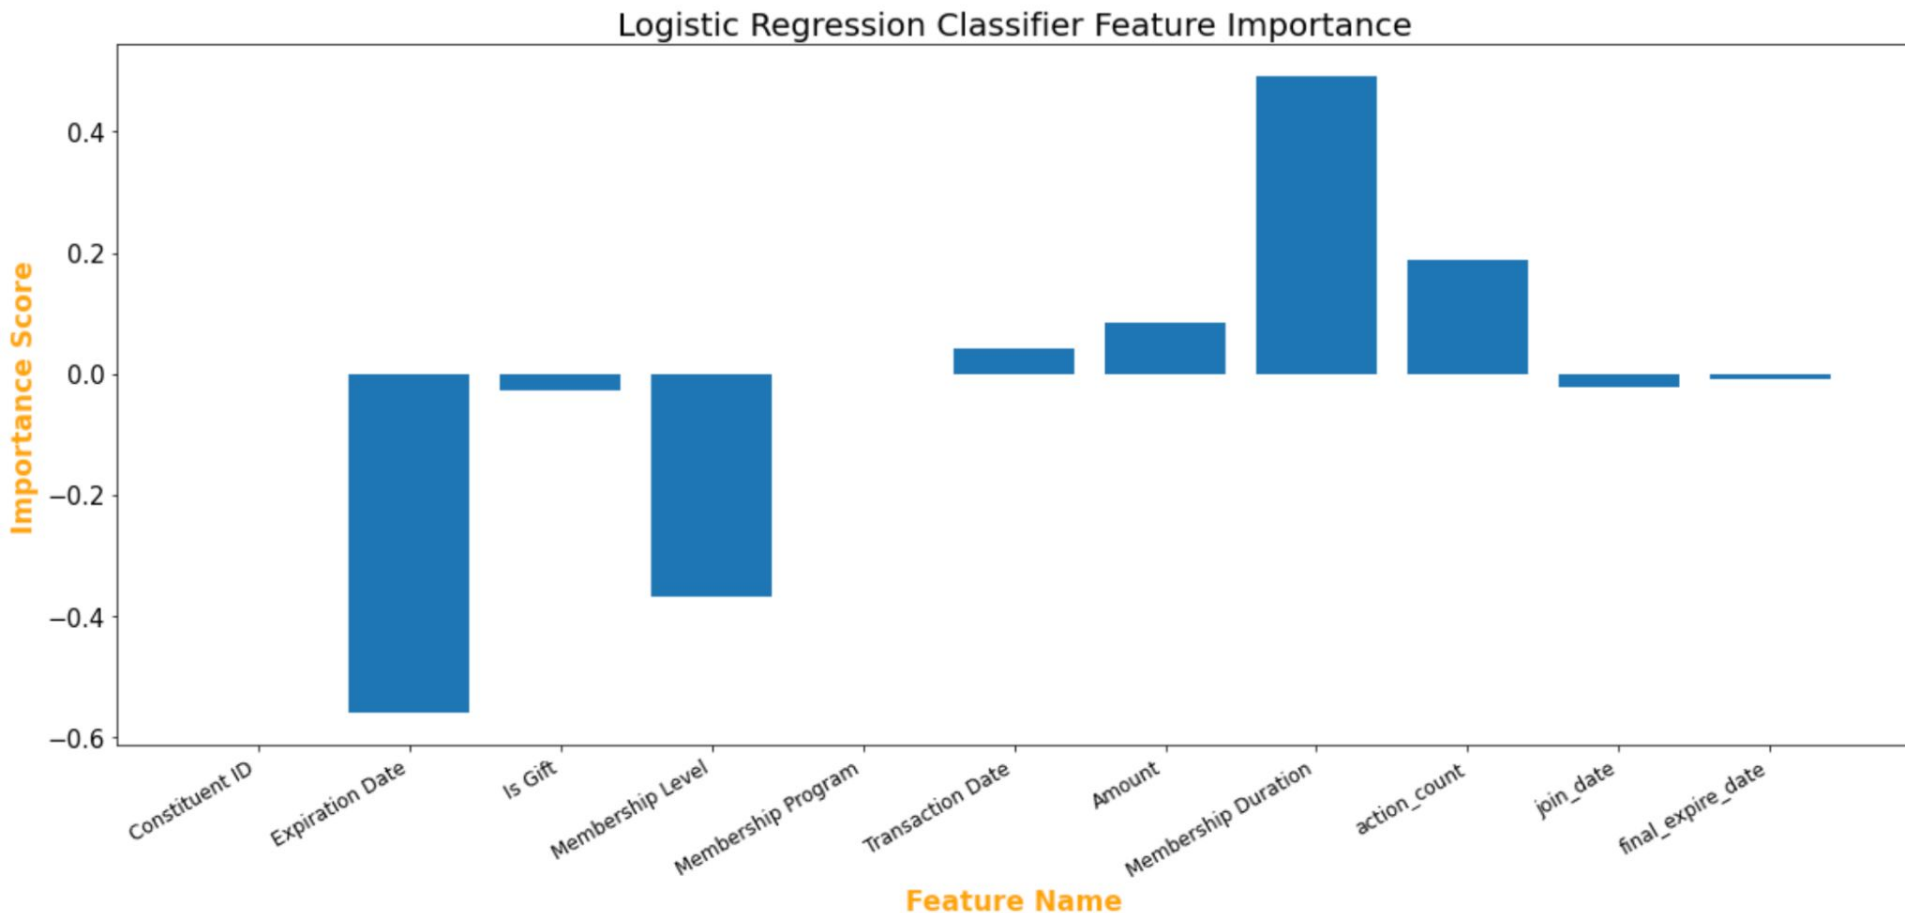 Logistic Regression Classifier Feature Importance
Importance Score
0.4
0.2
0.0
−0.2
−0.4
−0.6
Constituent ID
Expiration Date
Is Gift
Membership Level
Membership Program
Transaction Date
Amount
Membership Duration
action_count
join_date
final_expire_date
Feature Name